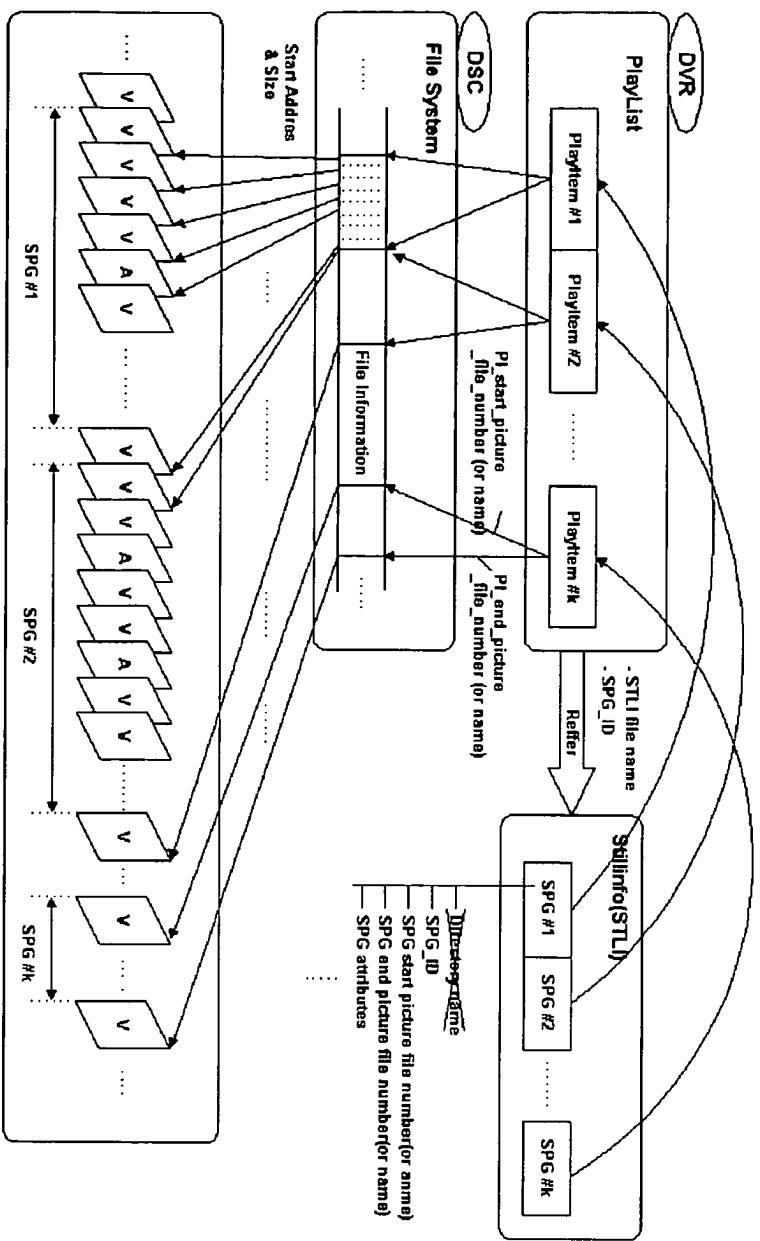 DVR
PlayList
PlayItem #1
PlayItem #2
........
PlayItem #k
- STLI file name
- SPG_ID
Reffer
Stillinfo(STLI)
SPG #1
SPG #2
........
SPG #k
Directory name
SPG_ID
SPG start picture file number(or anme)
SPG end picture file number(or name)
SPG attributes
........
PI_start_picture
_file_number (or name)
PI_end_picture
_file_number (or name)
DSC
File System
File Information
Start Addres
& Size
V
V
V
V
V
A
V
V
V
V
A
V
V
A
V
V
V
V
V
SPG #1
SPG #2
SPG #k